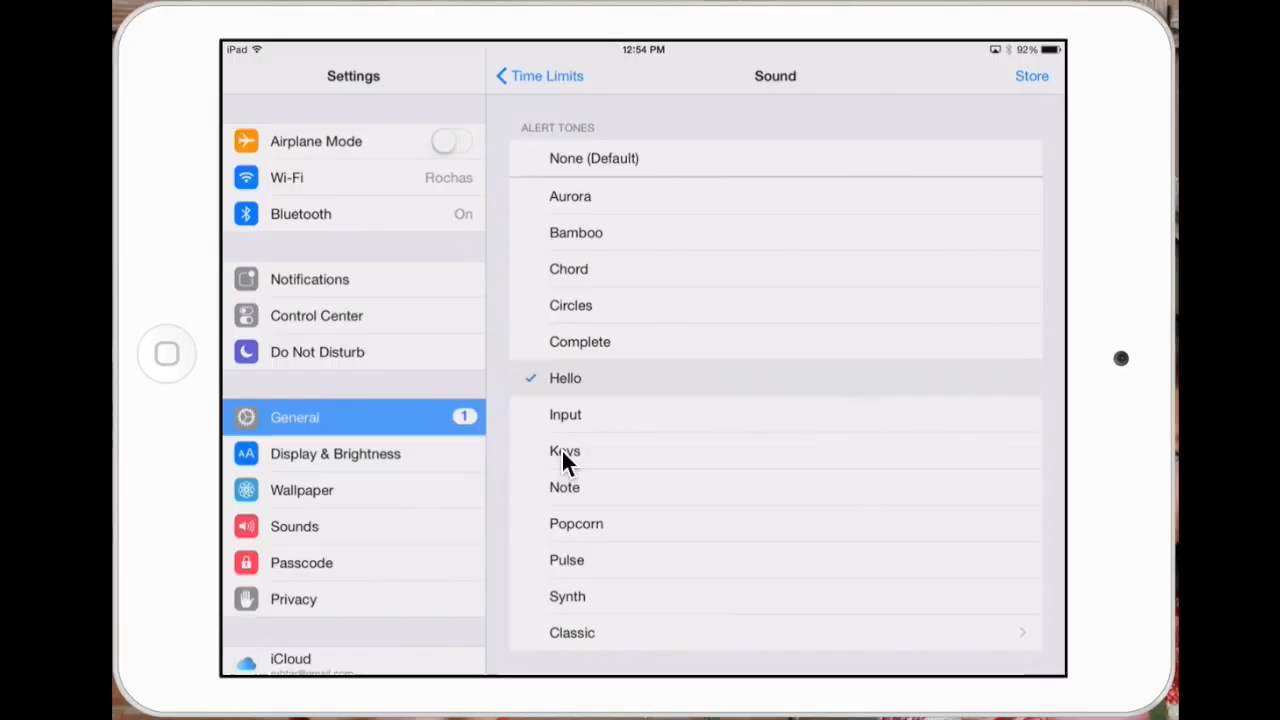 iPad 12:54 PM 92%
Settings
Time Limits Sound Store
Airplane Mode
Wi-Fi Rochas
Bluetooth On
Notifications
Control Center
Do Not Disturb
General 1
AA Display & Brightness
Wallpaper
Sounds
Passcode
Privacy
iCloud
ALERT TONES
None (Default)
Aurora
Bamboo
Chord
Circles
Complete
Hello
Input
Keys
Note
Popcorn
Pulse
Synth
Classic